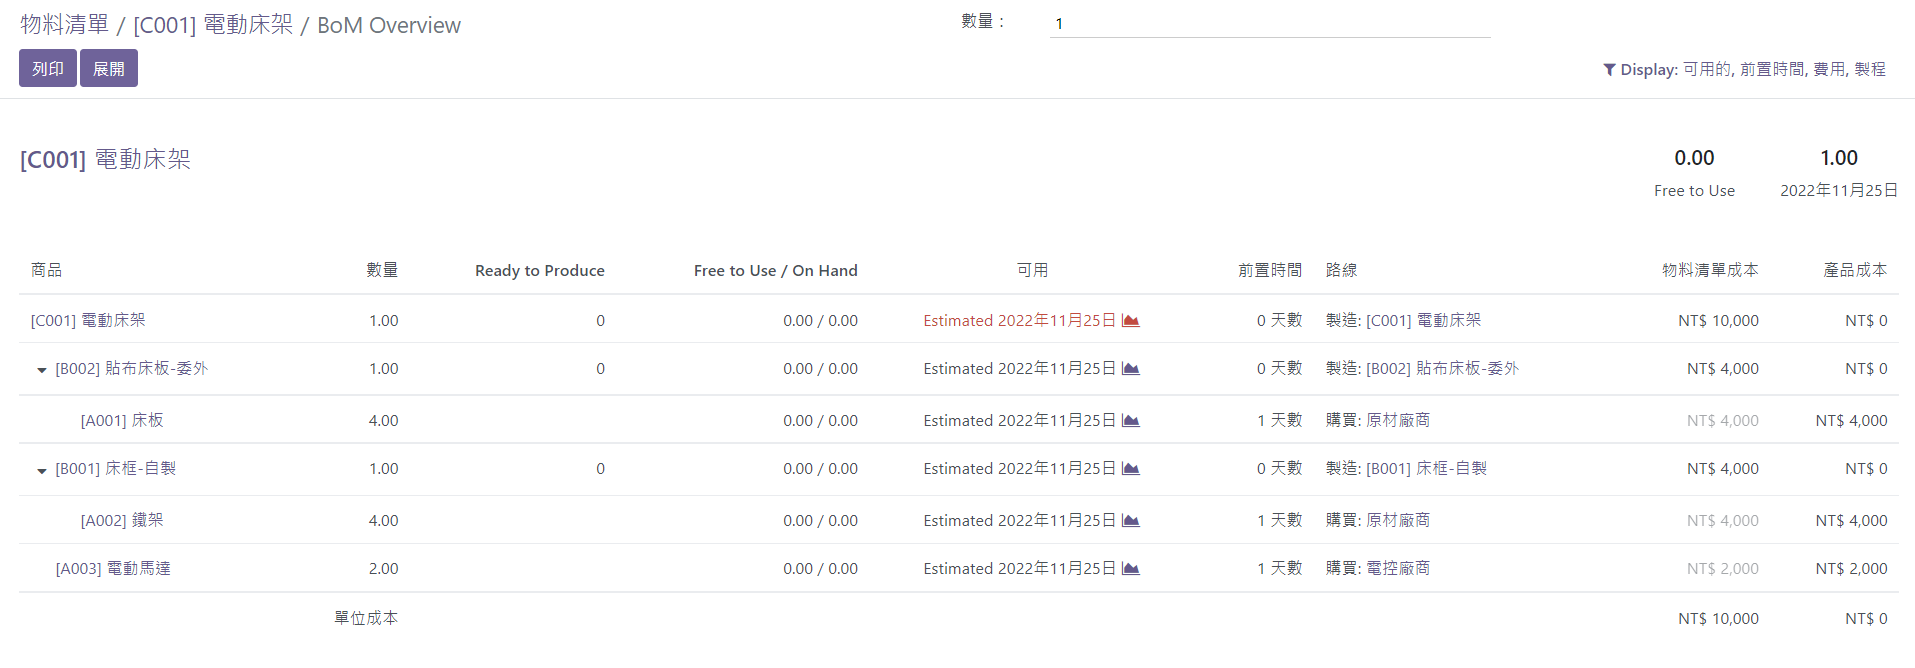 物料清單 / [C001] 電動床架 / BoM Overview
數量：
1
列印 展開
Display: 可用的, 前置時間, 費用, 製程
[C001] 電動床架
0.00 1.00
Free to Use 2022年11月25日
商品 數量 Ready to Produce Free to Use / On Hand 可用 前置時間 路線 物料清單成本 產品成本
[C001] 電動床架 1.00 0 0.00 / 0.00 Estimated 2022年11月25日 0 天數 製造: [C001] 電動床架 NT$ 10,000 NT$ 0
[B002] 貼布床板-委外 1.00 0 0.00 / 0.00 Estimated 2022年11月25日 0 天數 製造: [B002] 貼布床板-委外 NT$ 4,000 NT$ 0
[A001] 床板 4.00 0.00 / 0.00 Estimated 2022年11月25日 1 天數 購買: 原材廠商 NT$ 4,000 NT$ 4,000
[B001] 床框-自製 1.00 0 0.00 / 0.00 Estimated 2022年11月25日 0 天數 製造: [B001] 床框-自製 NT$ 4,000 NT$ 0
[A002] 鐵架 4.00 0.00 / 0.00 Estimated 2022年11月25日 1 天數 購買: 原材廠商 NT$ 4,000 NT$ 4,000
[A003] 電動馬達 2.00 0.00 / 0.00 Estimated 2022年11月25日 1 天數 購買: 電控廠商 NT$ 2,000 NT$ 2,000
單位成本 NT$ 10,000 NT$ 0